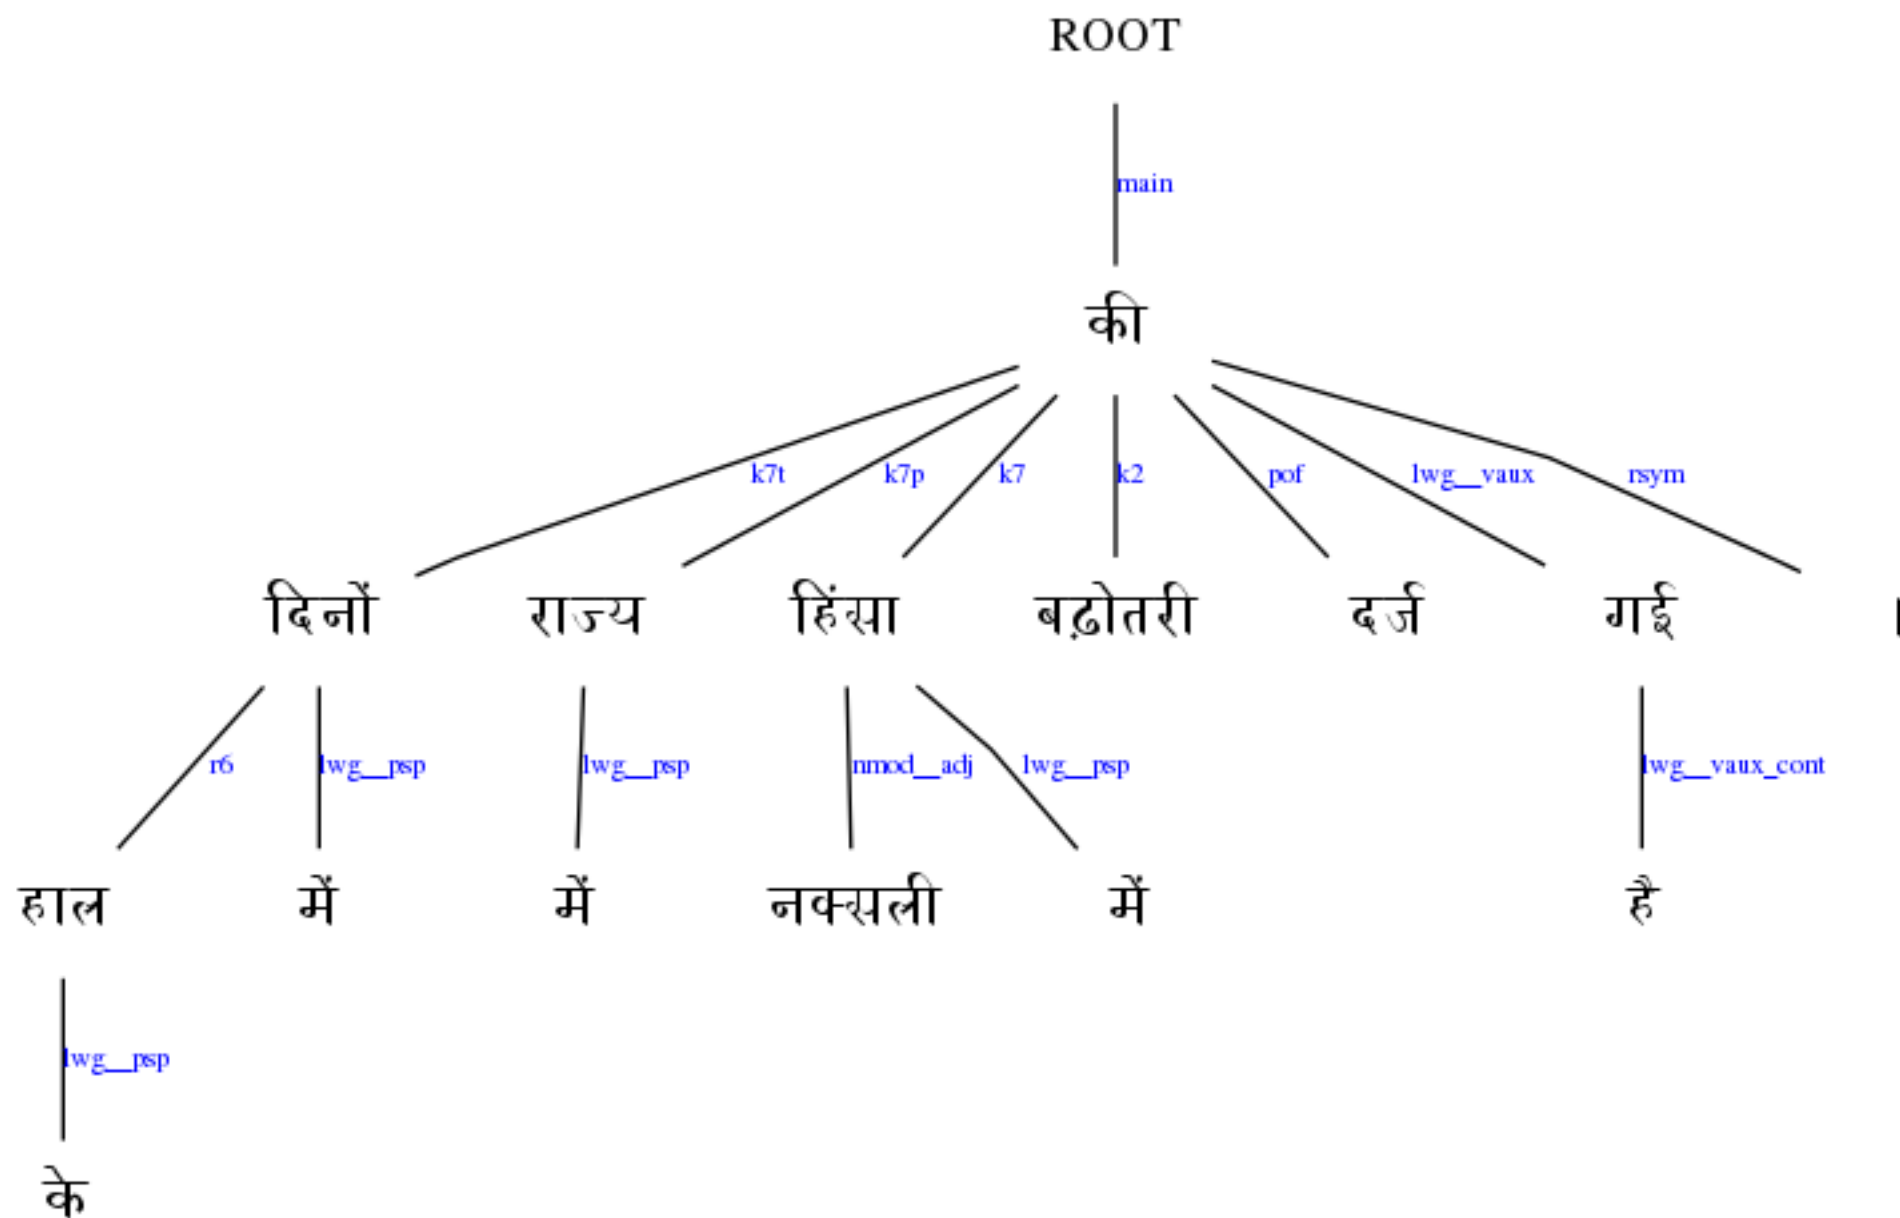 ROOT
main
की
k7t k7p k7 k2 pof lwg__vaux rsym
दिनों राज्य हिंसा बढ़ोतरी दर्ज गई ।
r6 lwg__psp lwg__psp nmod__adj lwg__psp lwg__vaux_cont
हाल में में नक्सली में है
lwg__psp
के